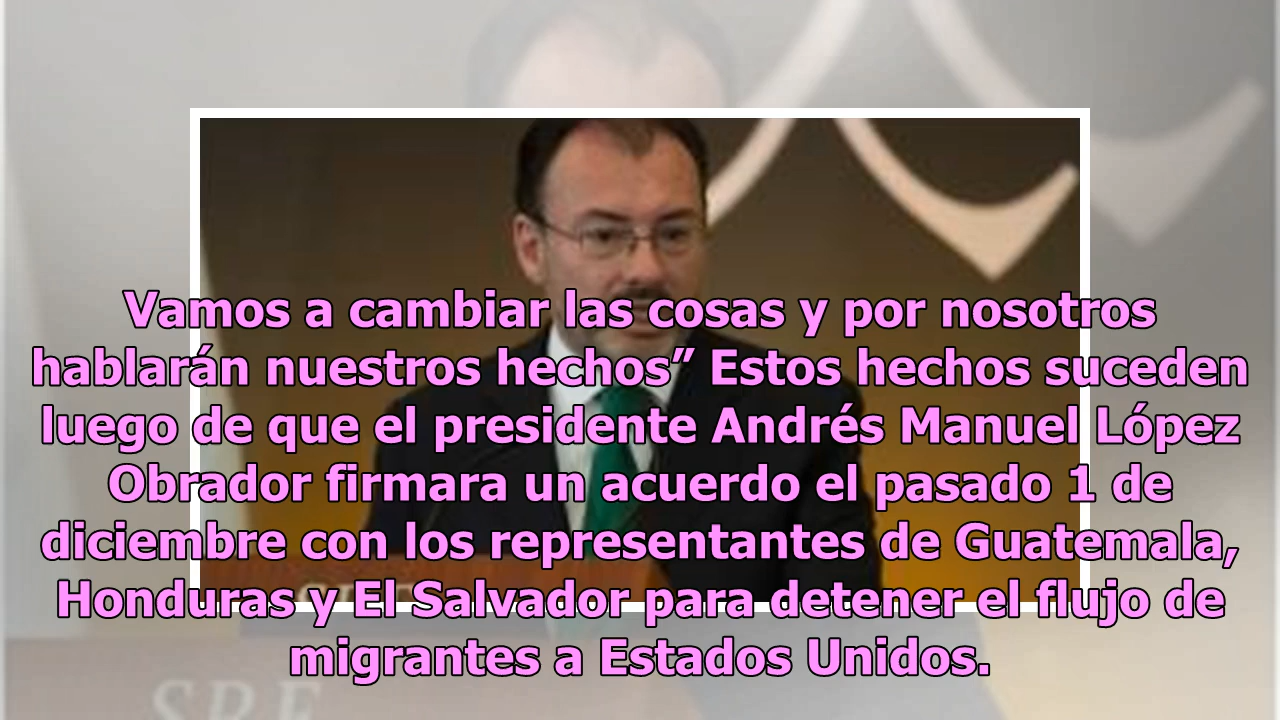 Vamos a cambiar las cosas y por nosotros
hablarán nuestros hechos” Estos hechos suceden
luego de que el presidente Andrés Manuel López
Obrador firmara un acuerdo el pasado 1 de
diciembre con los representantes de Guatemala,
Honduras y El Salvador para detener el flujo de
migrantes a Estados Unidos.
SRE